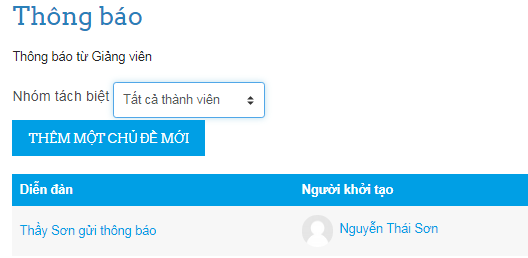 Thông báo
Thông báo từ Giảng viên
Nhóm tách biệt Tất cả thành viên
THÊM MỘT CHỦ ĐỀ MỚI
Diễn đàn Người khởi tạo
Thầy Sơn gửi thông báo Nguyễn Thái Sơn